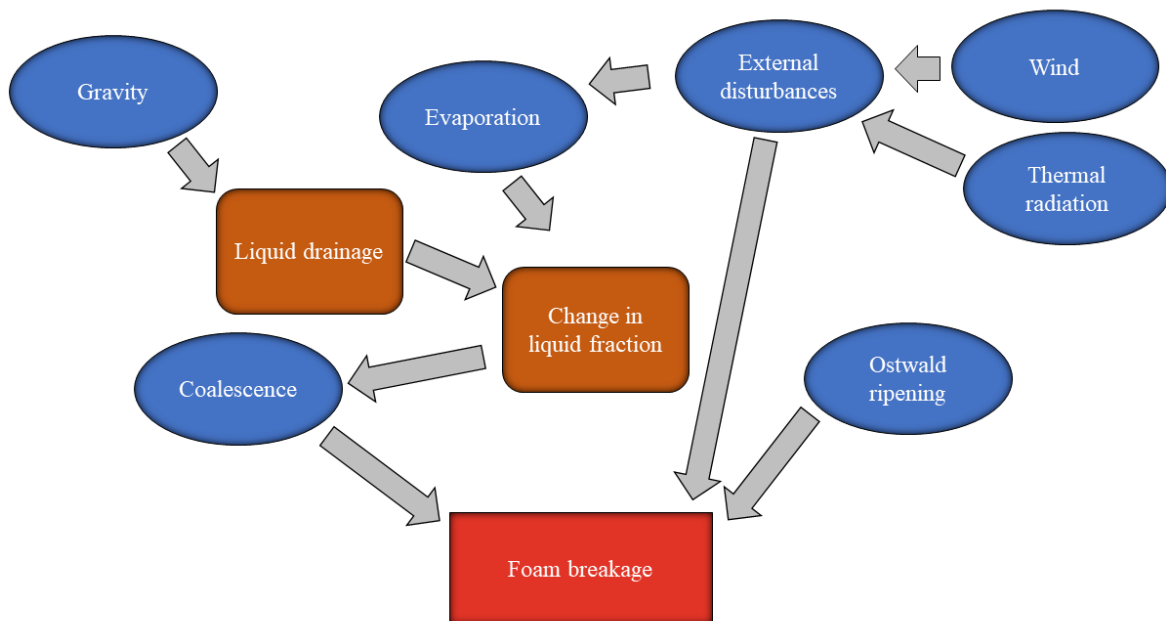 Gravity
Evaporation
External
disturbances
Wind
Thermal
radiation
Liquid drainage
Change in
liquid fraction
Coalescence
Ostwald
ripening
Foam breakage